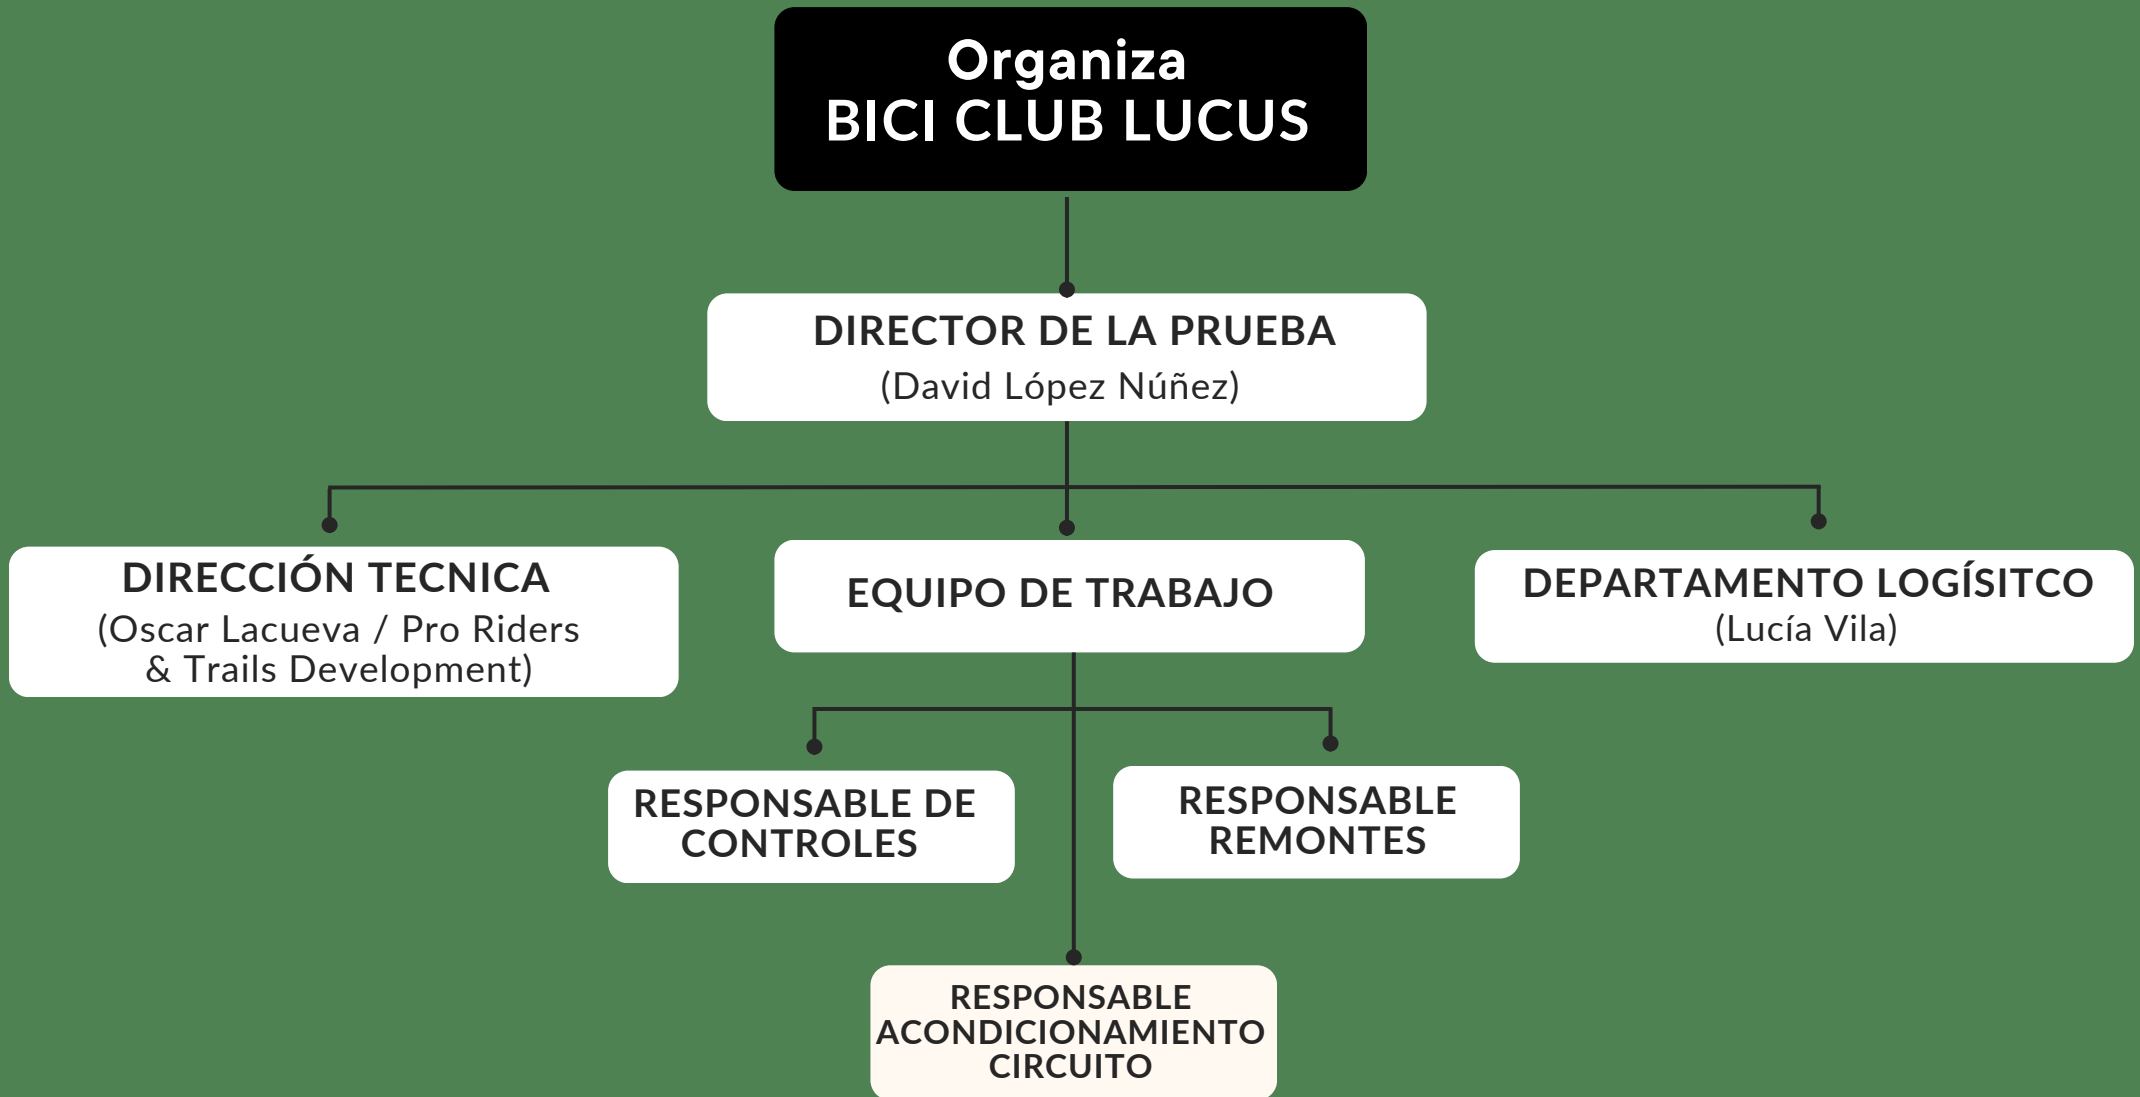 Organiza
BICI CLUB LUCUS
DIRECTOR DE LA PRUEBA
(David López Núñez)
DIRECCIÓN TECNICA
(Oscar Lacueva / Pro Riders
& Trails Development)
EQUIPO DE TRABAJO
DEPARTAMENTO LOGÍSITCO
(Lucía Vila)
RESPONSABLE DE
CONTROLES
RESPONSABLE
REMONTES
RESPONSABLE
ACONDICIONAMIENTO
CIRCUITO